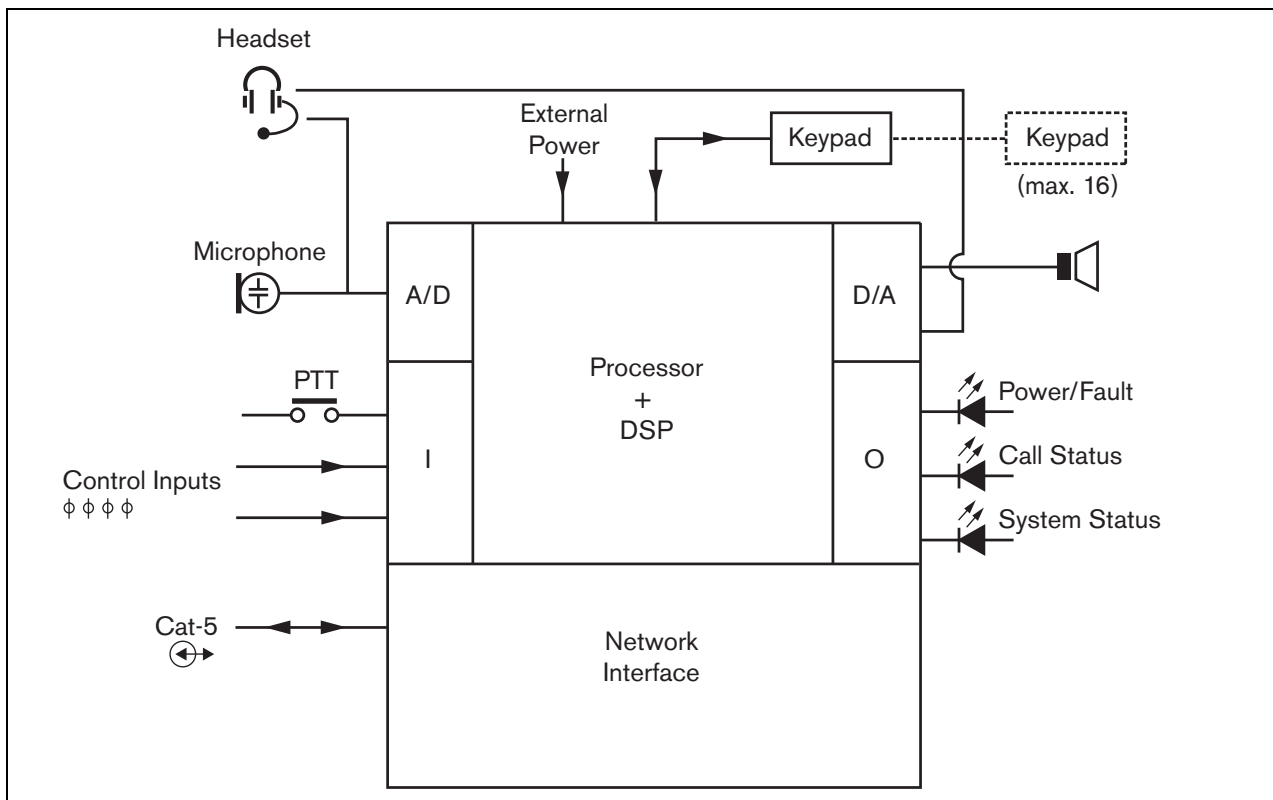 Headset
External
Power
Keypad
Keypad
(max. 16)
Microphone
A/D
D/A
PTT
Processor
+
DSP
Power/Fault
Control Inputs
I
O
Call Status
System Status
Cat-5
Network
Interface